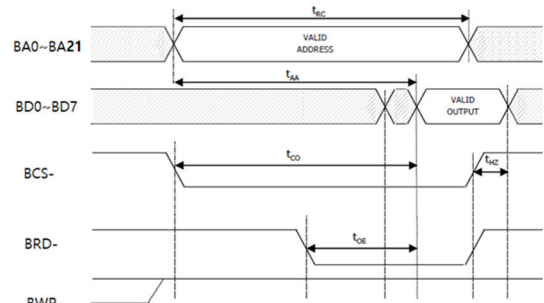 tRC
BA0~BA21
VALID
ADDRESS
tAA
BD0~BD7
VALID
OUTPUT
BCS-
tCO
tHZ
BRD-
tOE